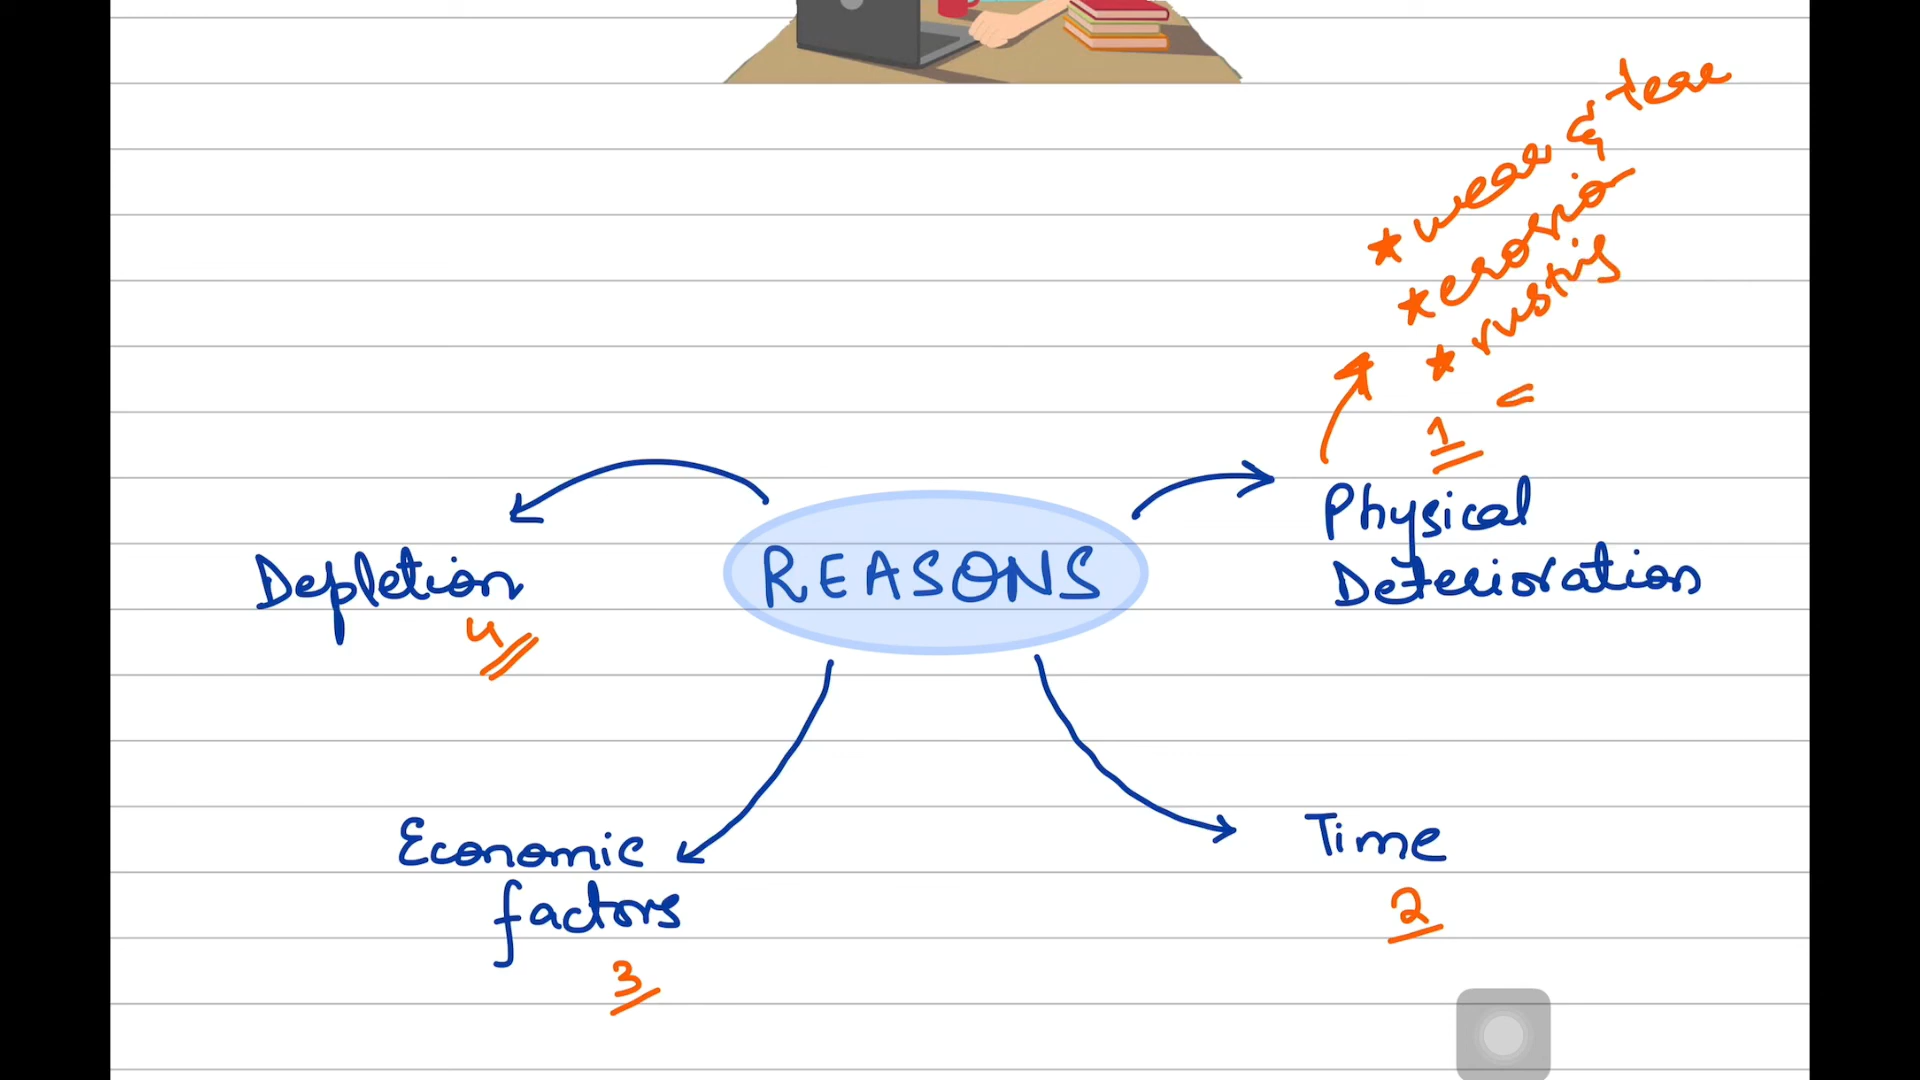 * wear & tear
* erosion
* rusting
1
Physical
Deterioration
REASONS
Depletion
4
Economic
factors
3
Time
2